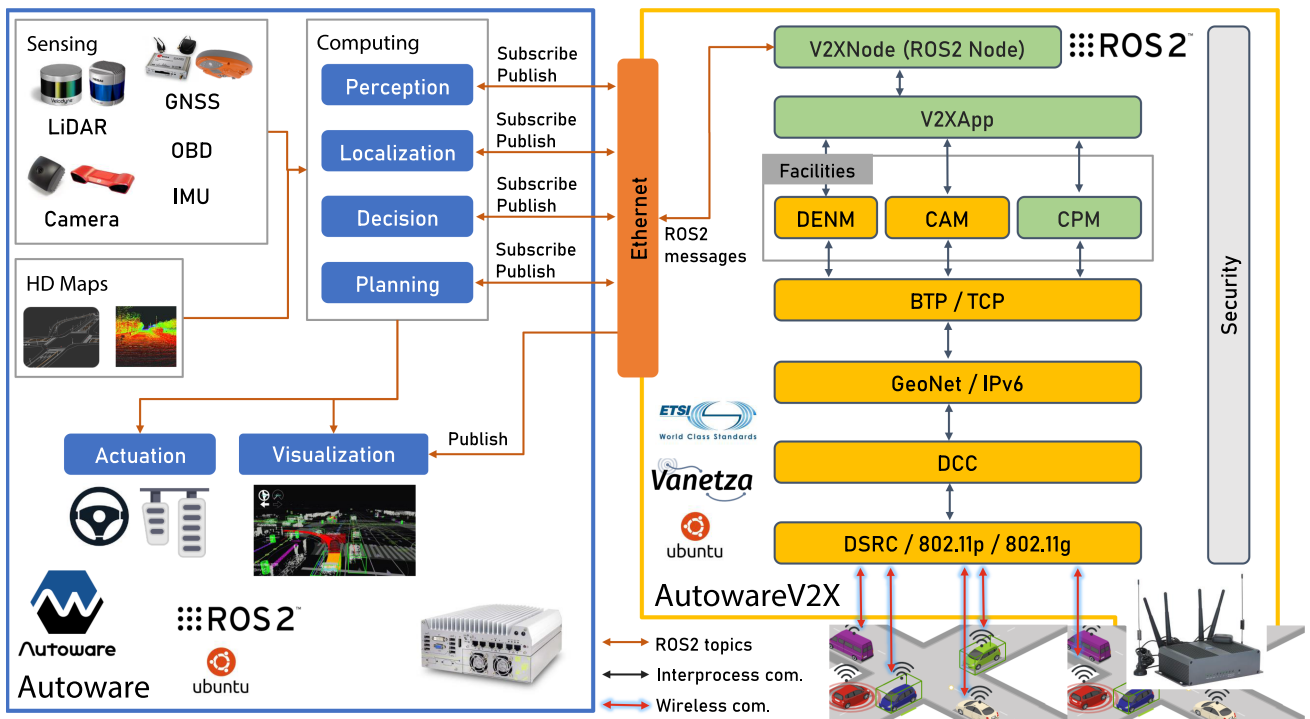 Sensing
LiDAR
Velodyne
GNSS
OBD
IMU
Camera
HD Maps
Computing
Perception
Localization
Decision
Planning
Subscribe
Publish
Subscribe
Publish
Subscribe
Publish
Subscribe
Publish
Ethernet
ROS2
messages
Actuation
Visualization
Publish
Autoware
ROS 2™
ubuntu
Autoware
ROS2 topics
Interprocess com.
Wireless com.
V2XNode (ROS2 Node)
ROS 2™
V2XApp
Facilities
DENM
CAM
CPM
BTP / TCP
GeoNet / IPv6
DCC
DSRC / 802.11p / 802.11g
Security
ETSI
World Class Standards
Vanetza
ubuntu
AutowareV2X